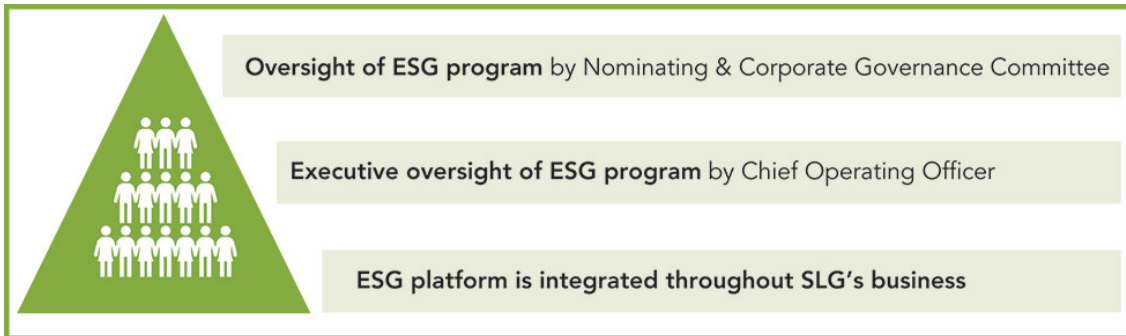 Oversight of ESG program by Nominating & Corporate Governance Committee
Executive oversight of ESG program by Chief Operating Officer
ESG platform is integrated throughout SLG’s business